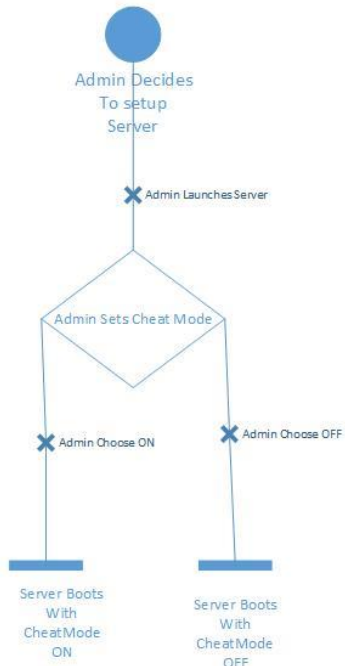 Admin Decides
To setup
Server
Admin Launches Server
Admin Sets Cheat Mode
Admin Choose ON
Admin Choose OFF
Server Boots
With
CheatMode
ON
Server Boots
With
CheatMode
OFF